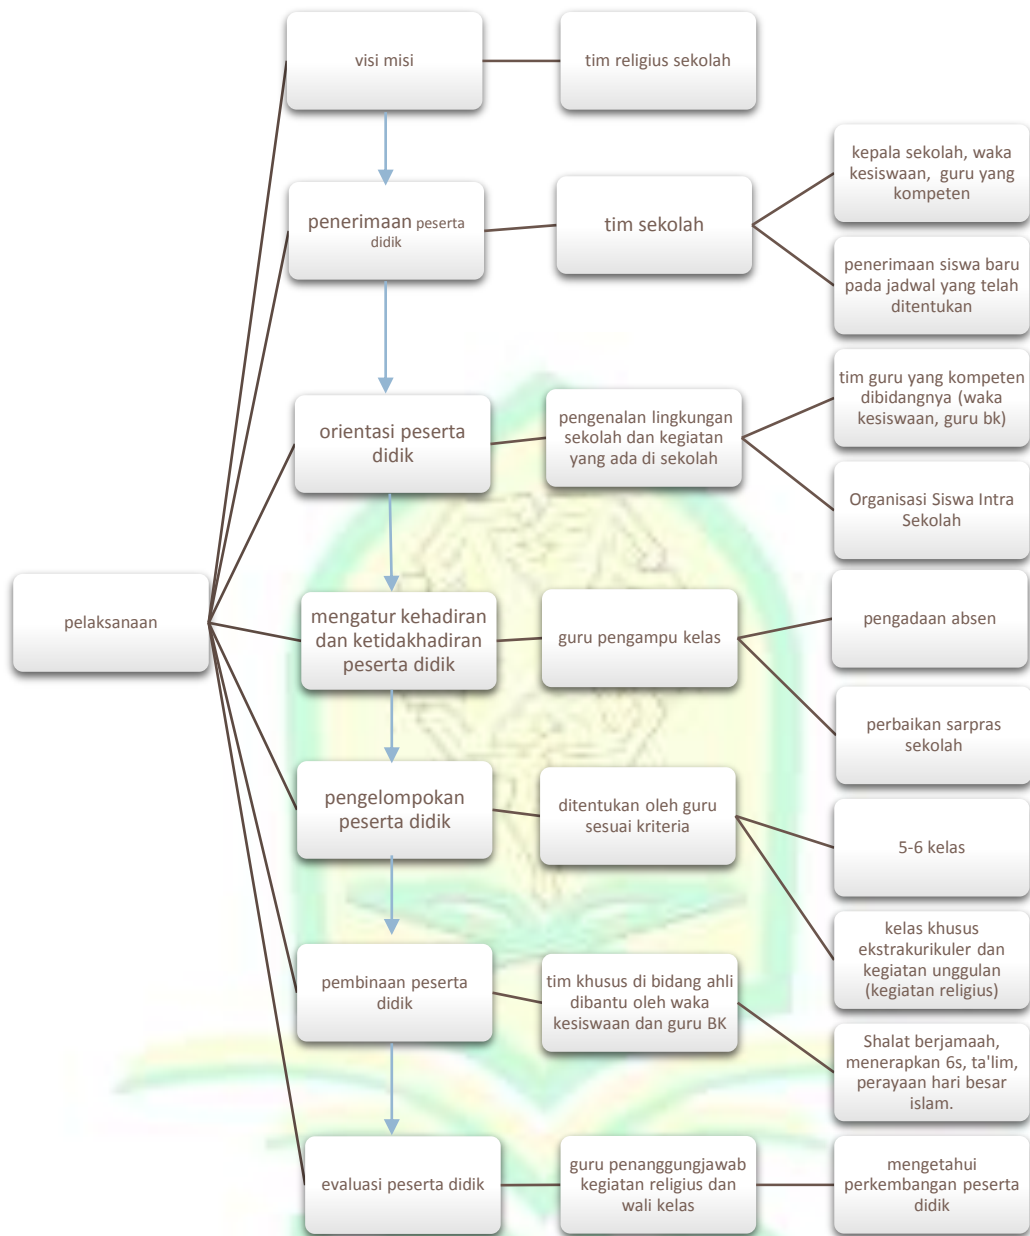 visi misi
tim religius sekolah
penerimaan peserta
didik
tim sekolah
kepala sekolah, waka
kesiswaan, guru yang
kompeten
penerimaan siswa baru
pada jadwal yang telah
ditentukan
orientasi peserta
didik
pengenalan lingkungan
sekolah dan kegiatan
yang ada di sekolah
tim guru yang kompeten
dibidangnya (waka
kesiswaan, guru bk)
Organisasi Siswa Intra
Sekolah
pelaksanaan
mengatur kehadiran
dan ketidakhadiran
peserta didik
guru pengampu kelas
pengadaan absen
perbaikan sarpras
sekolah
pengelompokan
peserta didik
ditentukan oleh guru
sesuai kriteria
5-6 kelas
kelas khusus
ekstrakurikuler dan
kegiatan unggulan
(kegiatan religius)
pembinaan peserta
didik
tim khusus di bidang ahli
dibantu oleh waka
kesiswaan dan guru BK
Shalat berjamaah,
menerapkan 6s, ta'lim,
perayaan hari besar
islam.
evaluasi peserta didik
guru penanggungjawab
kegiatan religius dan
wali kelas
mengetahui
perkembangan peserta
didik